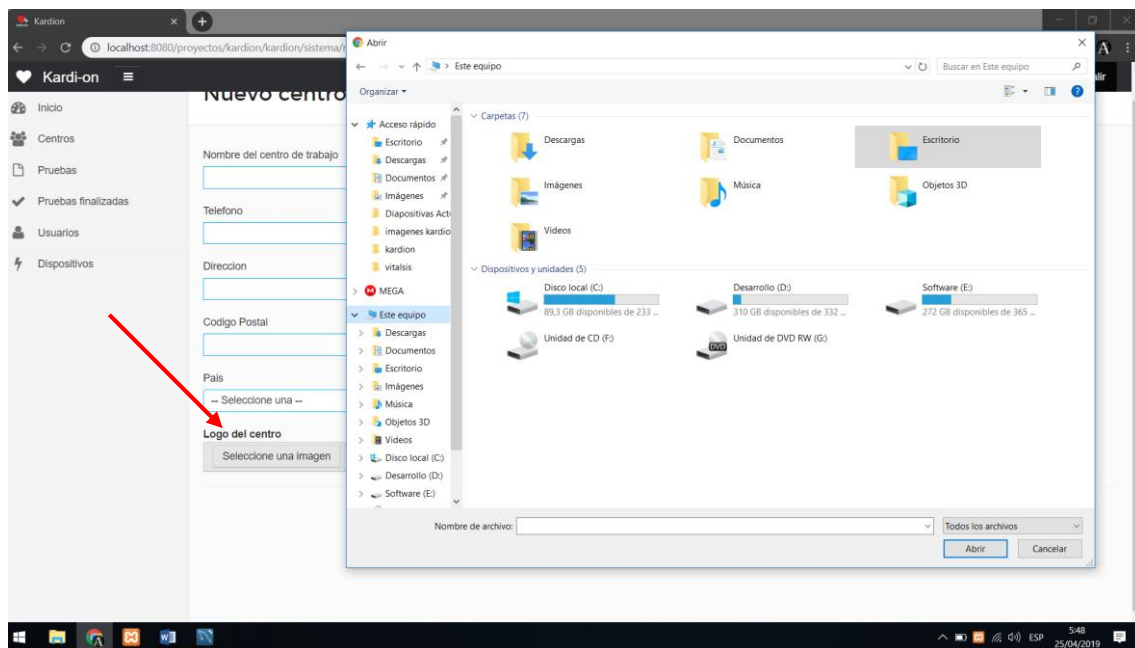 Kardion
localhost:8080/proyectos/kardion/kardion/sistema/
Kardi-on
Inicio
Centros
Pruebas
Pruebas finalizadas
Usuarios
Dispositivos
Nuevo centro
Nombre del centro de trabajo
Telefono
Direccion
Codigo Postal
Pais
-- Seleccione una --
Logo del centro
Seleccione una imagen
Abrir
Este equipo
Buscar en Este equipo
Organizar
Acceso rápido
Escritorio
Descargas
Documentos
Imágenes
Diapositivas Act
imagenes kardio
kardion
vitalsis
MEGA
Este equipo
Descargas
Documentos
Escritorio
Imágenes
Música
Objetos 3D
Videos
Disco local (C:)
Desarrollo (D:)
Software (E:)
Carpetas (7)
Descargas
Documentos
Escritorio
Imágenes
Música
Objetos 3D
Videos
Dispositivos y unidades (5)
Disco local (C:)
89,3 GB disponibles de 233 ...
Desarrollo (D:)
310 GB disponibles de 332 ...
Software (E:)
272 GB disponibles de 365 ...
Unidad de CD (F:)
Unidad de DVD RW (G:)
DVD
Nombre de archivo:
Todos los archivos
Abrir
Cancelar
A
ESP
5:48
25/04/2019